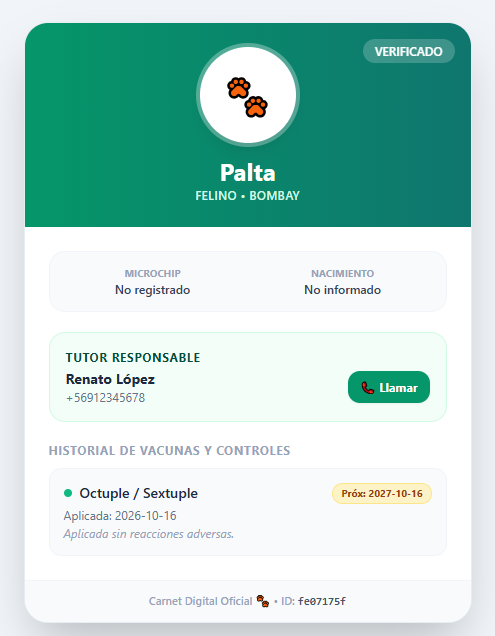 VERIFICADO
Palta
FELINO • BOMBAY
MICROCHIP
No registrado
NACIMIENTO
No informado
TUTOR RESPONSABLE
Renato López
+56912345678
Llamar
HISTORIAL DE VACUNAS Y CONTROLES
Octuple / Sextuple
Próx: 2027-10-16
Aplicada: 2026-10-16
Aplicada sin reacciones adversas.
Carnet Digital Oficial 🐾 • ID: fe07175f